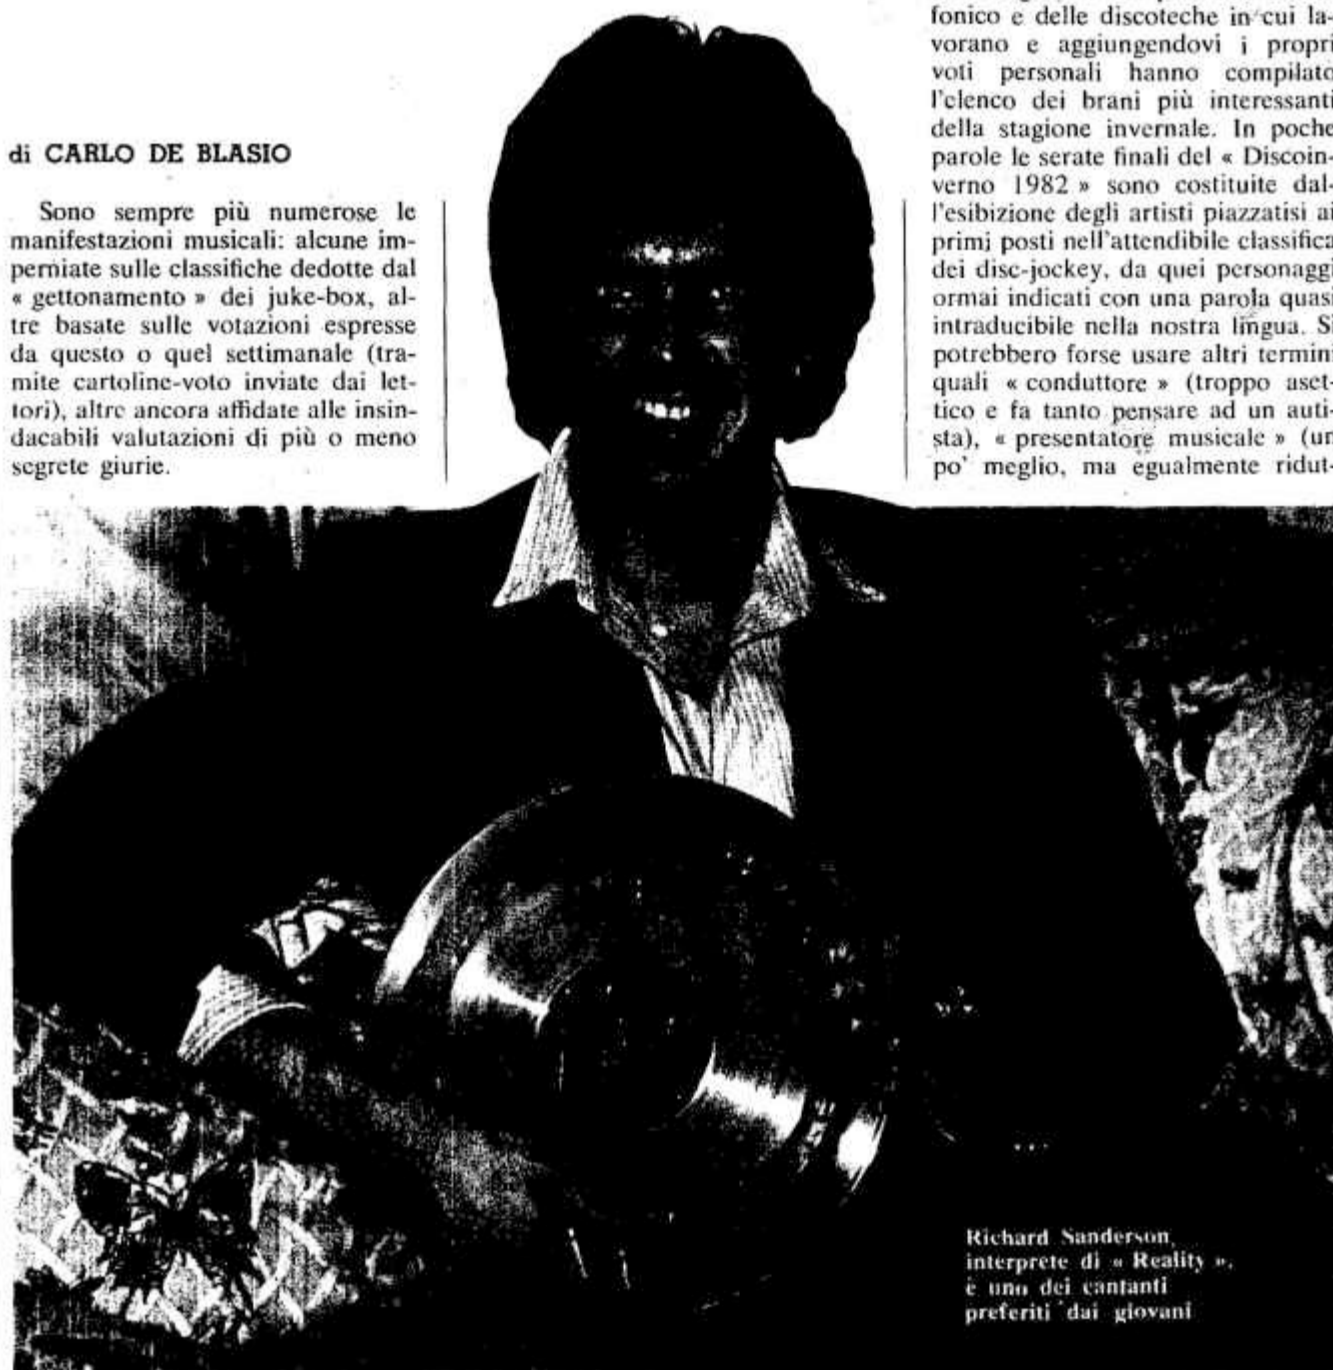 di CARLO DE BLASIO
Sono sempre più numerose le
manifestazioni musicali: alcune im-
perniate sulle classifiche dedotte dal
« gettonamento » dei juke-box, al-
tre basate sulle votazioni espresse
da questo o quel settimanale (tra-
mite cartoline-voto inviate dai let-
tori), altre ancora affidate alle insin-
dacabili valutazioni di più o meno
segrete giurie.
fonico e delle discoteche in cui la-
vorano e aggiungendovi i propri
voti personali hanno compilato
l'elenco dei brani più interessanti
della stagione invernale. In poche
parole le serate finali del « Discoin-
verno 1982 » sono costituite dal-
l'esibizione degli artisti piazzatisi ai
primi posti nell'attendibile classifica
dei disc-jockey, da quei personaggi
ormai indicati con una parola quasi
intraducibile nella nostra lingua. Si
potrebbero forse usare altri termini
quali « conduttore » (troppo aset-
tico e fa tanto pensare ad un auti-
sta), « presentatore musicale » (un
po' meglio, ma egualmente ridut-
Richard Sanderson,
interprete di « Reality »,
è uno dei cantanti
preferiti dai giovani